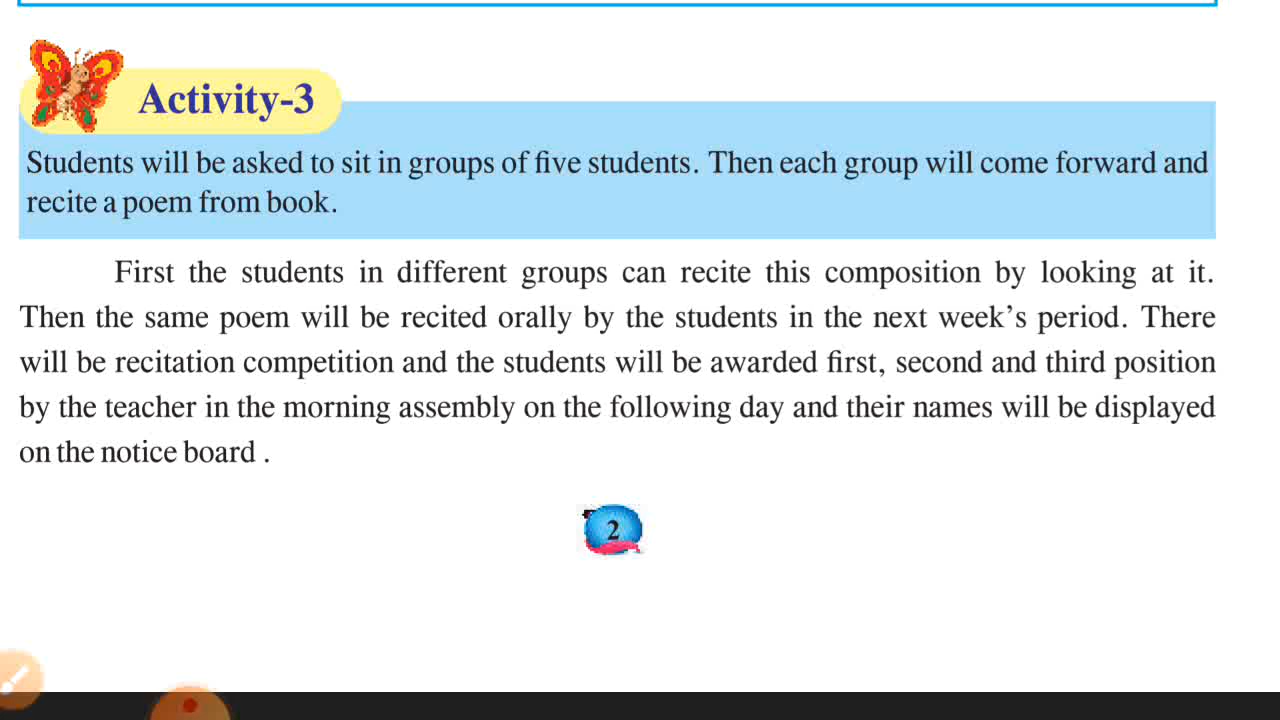 Activity-3
Students will be asked to sit in groups of five students. Then each group will come forward and
recite a poem from book.
First the students in different groups can recite this composition by looking at it.
Then the same poem will be recited orally by the students in the next week’s period. There
will be recitation competition and the students will be awarded first, second and third position
by the teacher in the morning assembly on the following day and their names will be displayed
on the notice board .
2